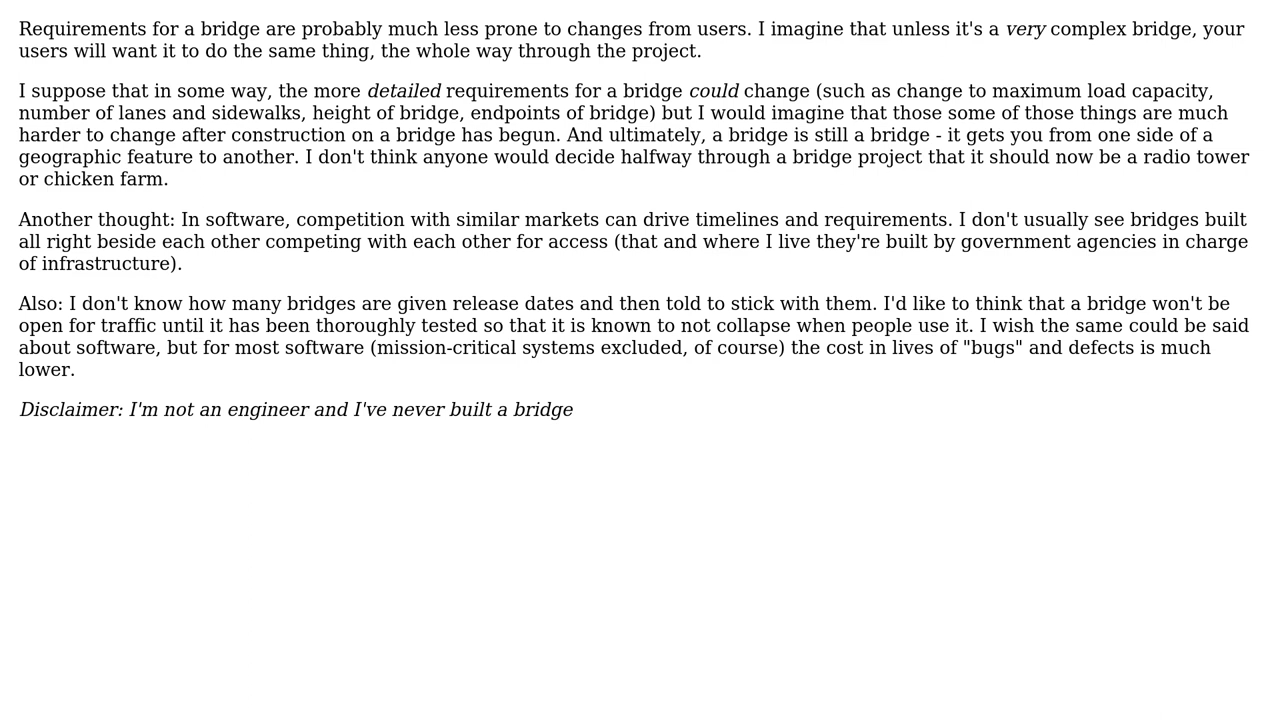 Requirements for a bridge are probably much less prone to changes from users. I imagine that unless it's a very complex bridge, your
users will want it to do the same thing, the whole way through the project.
I suppose that in some way, the more detailed requirements for a bridge could change (such as change to maximum load capacity,
number of lanes and sidewalks, height of bridge, endpoints of bridge) but I would imagine that those some of those things are much
harder to change after construction on a bridge has begun. And ultimately, a bridge is still a bridge - it gets you from one side of a
geographic feature to another. I don't think anyone would decide halfway through a bridge project that it should now be a radio tower
or chicken farm.
Another thought: In software, competition with similar markets can drive timelines and requirements. I don't usually see bridges built
all right beside each other competing with each other for access (that and where I live they're built by government agencies in charge
of infrastructure).
Also: I don't know how many bridges are given release dates and then told to stick with them. I'd like to think that a bridge won't be
open for traffic until it has been thoroughly tested so that it is known to not collapse when people use it. I wish the same could be said
about software, but for most software (mission-critical systems excluded, of course) the cost in lives of "bugs" and defects is much
lower.
Disclaimer: I'm not an engineer and I've never built a bridge